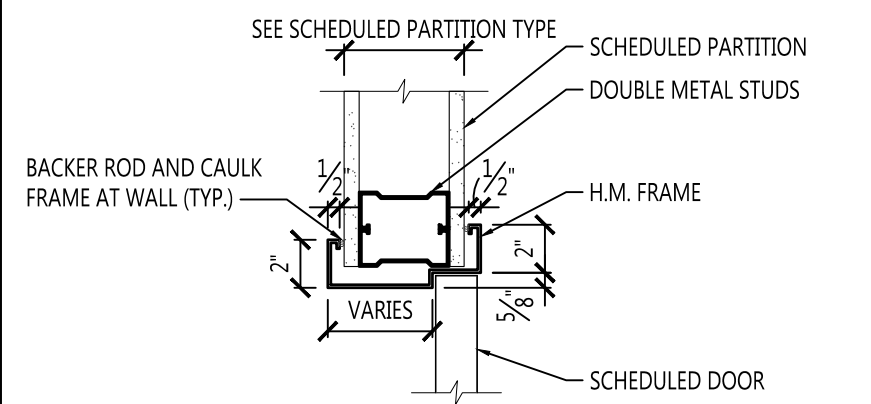 SEE SCHEDULED PARTITION TYPE
SCHEDULED PARTITION
DOUBLE METAL STUDS
BACKER ROD AND CAULK
FRAME AT WALL (TYP.)
1/2"
1/2"
H.M. FRAME
2"
2"
5/8"
VARIES
SCHEDULED DOOR